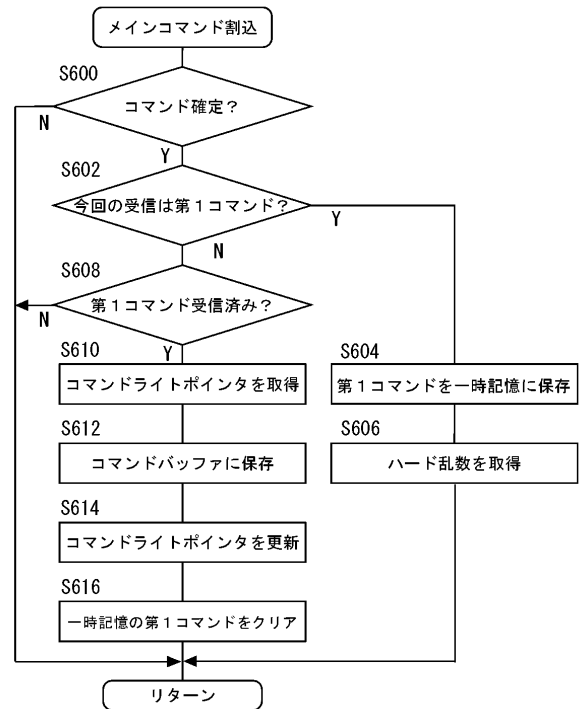 メインコマンド割込
S600
コマンド確定？
N
Y
S602
今回の受信は第１コマンド？
Y
N
S608
第１コマンド受信済み？
N
Y
S610
コマンドライトポインタを取得
S604
第１コマンドを一時記憶に保存
S612
コマンドバッファに保存
S606
ハード乱数を取得
S614
コマンドライトポインタを更新
S616
一時記憶の第１コマンドをクリア
リターン